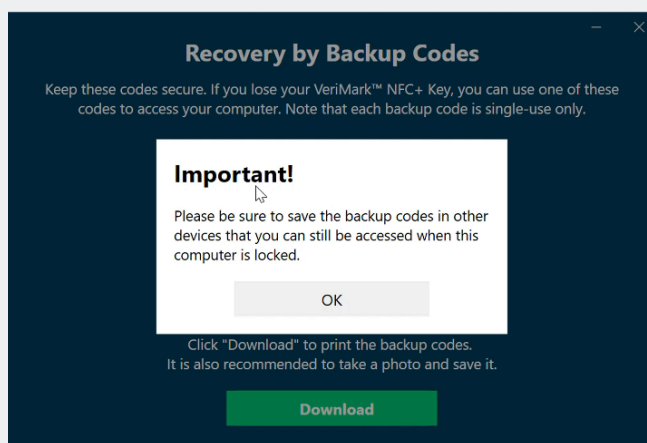 Recovery by Backup Codes
Keep these codes secure. If you lose your VeriMark™ NFC+ Key, you can use one of these
codes to access your computer. Note that each backup code is single-use only.
Important!
Please be sure to save the backup codes in other
devices that you can still be accessed when this
computer is locked.
OK
Click "Download" to print the backup codes.
It is also recommended to take a photo and save it.
Download